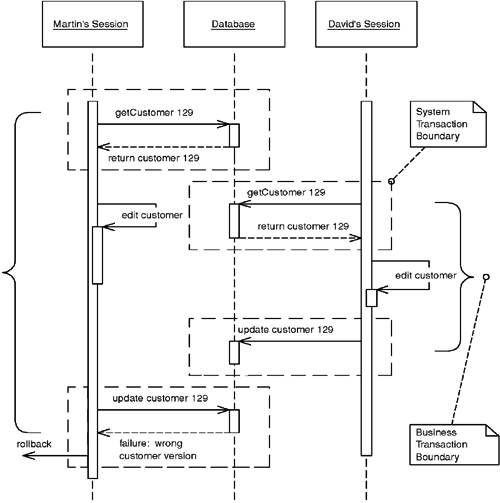 Martin's Session
Database
David's Session
getCustomer 129
return customer 129
System
Transaction
Boundary
getCustomer 129
edit customer
return customer 129
edit customer
update customer 129
update customer 129
failure: wrong
customer version
rollback
Business
Transaction
Boundary